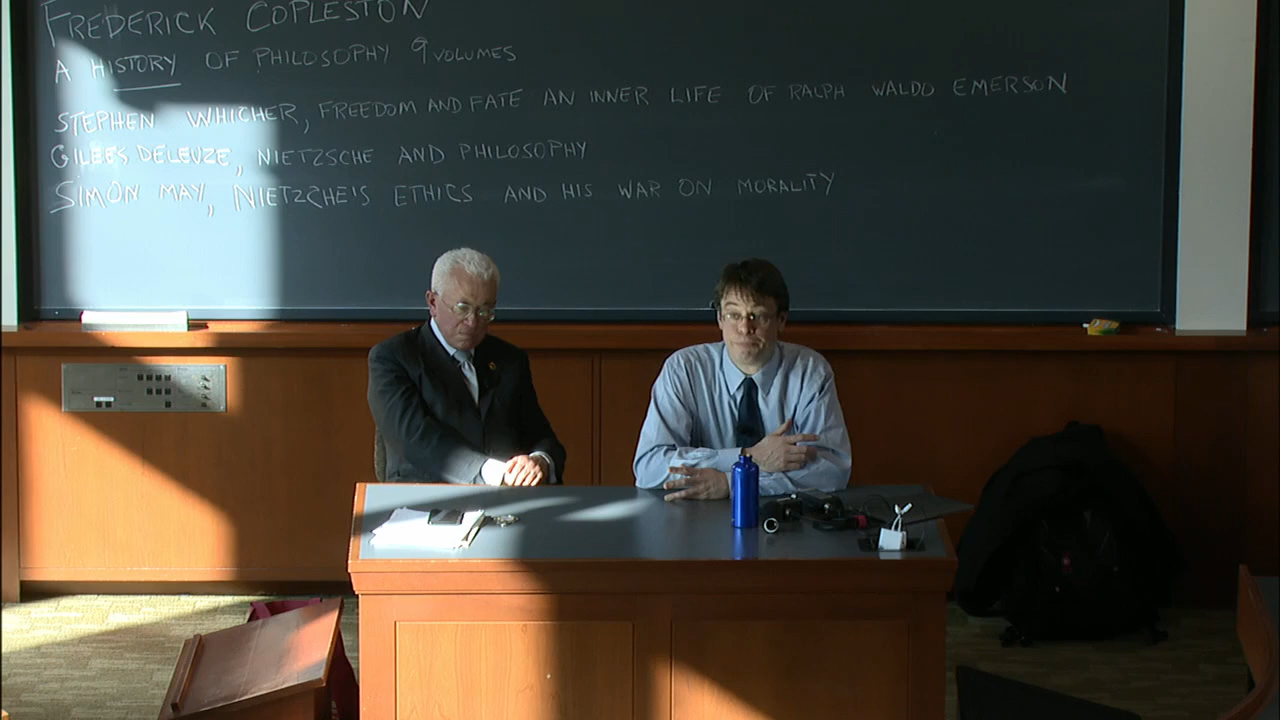 FREDERICK COPLESTON
A HISTORY OF PHILOSOPHY 9 VOLUMES
STEPHEN WHICHER, FREEDOM AND FATE AN INNER LIFE OF RALPH WALDO EMERSON
GILEES DELEUZE, NIETZSCHE AND PHILOSOPHY
SIMON MAY, NIETZCHE'S ETHICS AND HIS WAR ON MORALITY